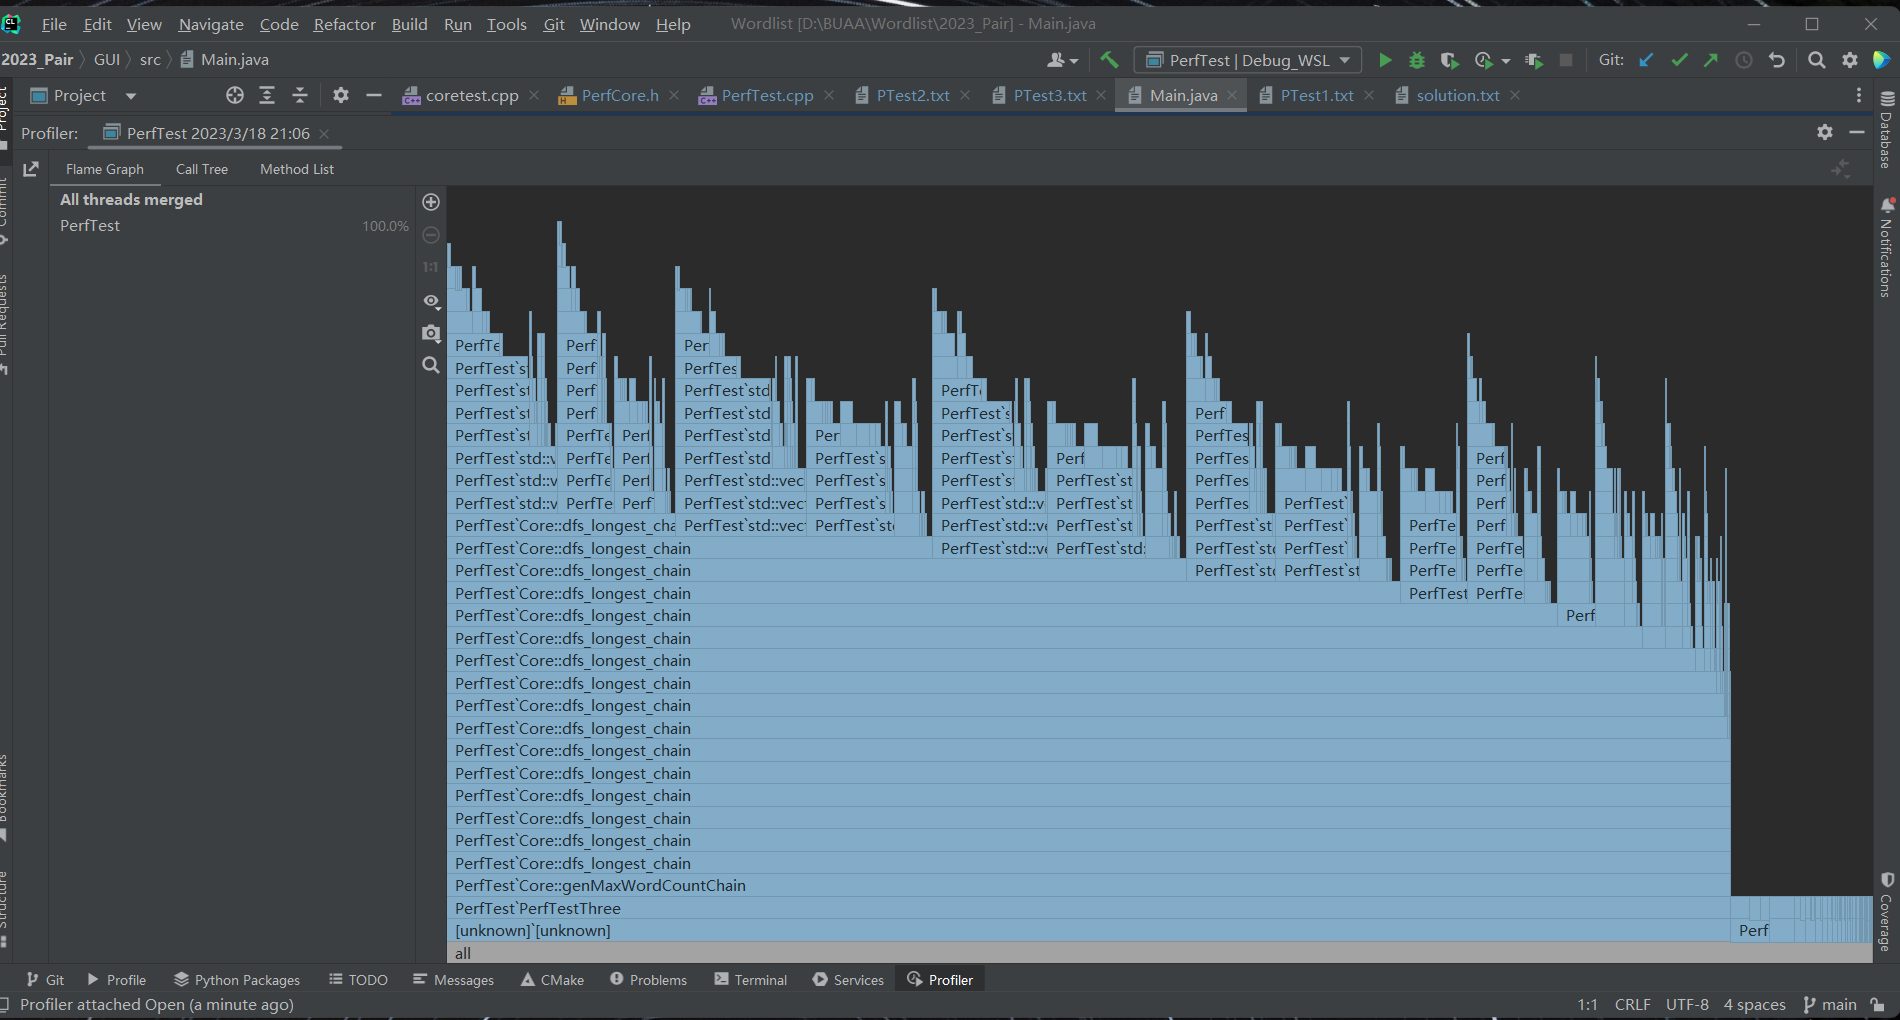 CL File Edit View Navigate Code Refactor Build Run Tools Git Window Help Wordlist [D:\BUAA\Wordlist\2023_Pair] - Main.java
2023_Pair GUI src Main.java PerfTest | Debug_WSL Git:
Project coretest.cpp PerfCore.h PerfTest.cpp PTest2.txt PTest3.txt Main.java PTest1.txt solution.txt
Profiler: PerfTest 2023/3/18 21:06
Flame Graph Call Tree Method List
All threads merged
PerfTest 100.0%
1:1
Project
Commit
Pull Requests
Bookmarks
Structure
Database
Notifications
Coverage
PerfTe Perf Per
PerfTest`st Perf PerfTes
PerfTest`st Perf PerfTest`std PerfTe
PerfTest`st Perf PerfTest`std PerfTest`s Perf
PerfTest`st PerfTe Perf PerfTest`std Per PerfTest`s PerfTes
PerfTest`std::ve PerfTe Perf PerfTest`std PerfTest`s PerfTest`s Perf PerfTes Perf
PerfTest`std::ve PerfTe Perf PerfTest`std::vec PerfTest`s PerfTest`s PerfTest`st PerfTes Perf
PerfTest`std::ve PerfTe Perf PerfTest`std::vec PerfTest`s PerfTest`std::ve PerfTest`st PerfTes PerfTest` Perf
PerfTest`Core::dfs_longest_cha PerfTest`std::vec PerfTest`std PerfTest`std::ve PerfTest`st PerfTest`st PerfTest` PerfTe Perf
PerfTest`Core::dfs_longest_chain PerfTest`std::ve PerfTest`std: PerfTest`std PerfTest` PerfTe PerfTe
PerfTest`Core::dfs_longest_chain PerfTest`std PerfTest`st PerfTe PerfTe
PerfTest`Core::dfs_longest_chain PerfTest PerfTe
PerfTest`Core::dfs_longest_chain Perf
PerfTest`Core::dfs_longest_chain
PerfTest`Core::dfs_longest_chain
PerfTest`Core::dfs_longest_chain
PerfTest`Core::dfs_longest_chain
PerfTest`Core::dfs_longest_chain
PerfTest`Core::dfs_longest_chain
PerfTest`Core::dfs_longest_chain
PerfTest`Core::dfs_longest_chain
PerfTest`Core::dfs_longest_chain
PerfTest`Core::dfs_longest_chain
PerfTest`Core::dfs_longest_chain
PerfTest`Core::genMaxWordCountChain
PerfTest`PerfTestThree
[unknown]`[unknown] Perf
all
Git Profile Python Packages TODO Messages CMake Problems Terminal Services Profiler
Profiler attached Open (a minute ago) 1:1 CRLF UTF-8 4 spaces main